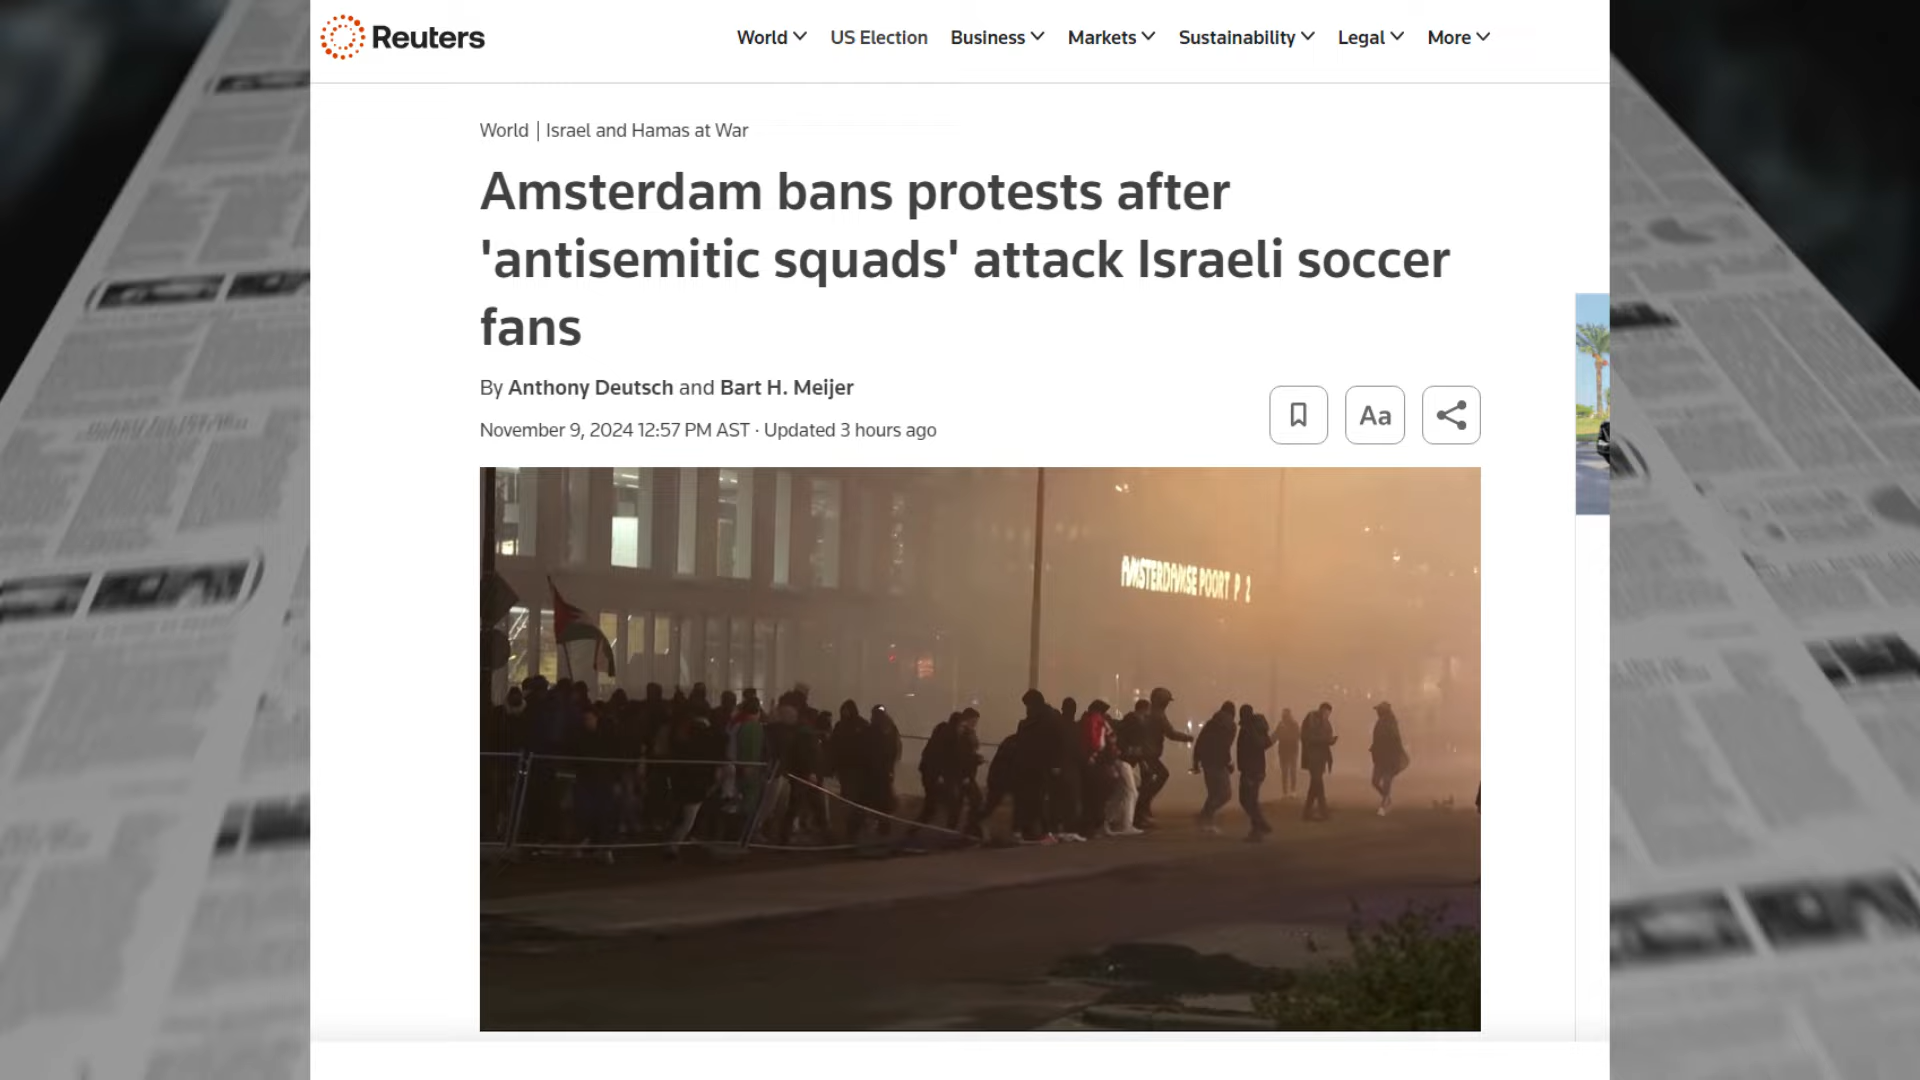 Reuters
World US Election Business Markets Sustainability Legal More
World | Israel and Hamas at War
Amsterdam bans protests after
'antisemitic squads' attack Israeli soccer
fans
By Anthony Deutsch and Bart H. Meijer
November 9, 2024 12:57 PM AST · Updated 3 hours ago
Aa
AMSTERDAMSE POORT P 2